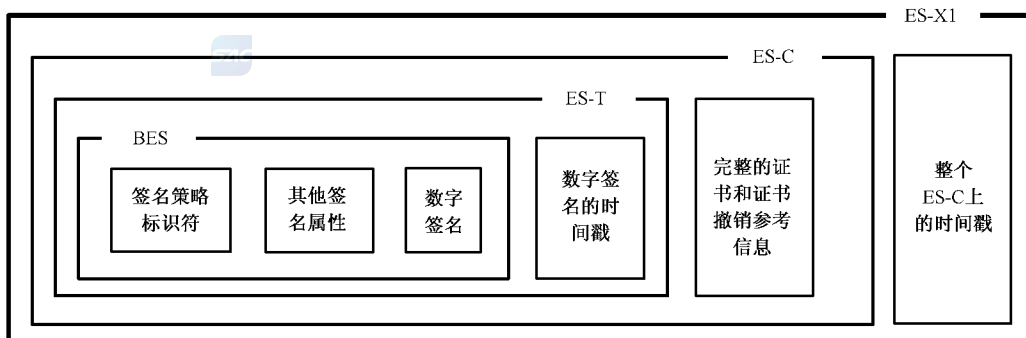 ES-X1
ES-C
ES-T
BES
签名策略
标识符
其他签
名属性
数字
签名
数字签
名的时
间戳
完整的证
书和证书
撤销参考
信息
整个
ES-C上
的时间戳
SAC